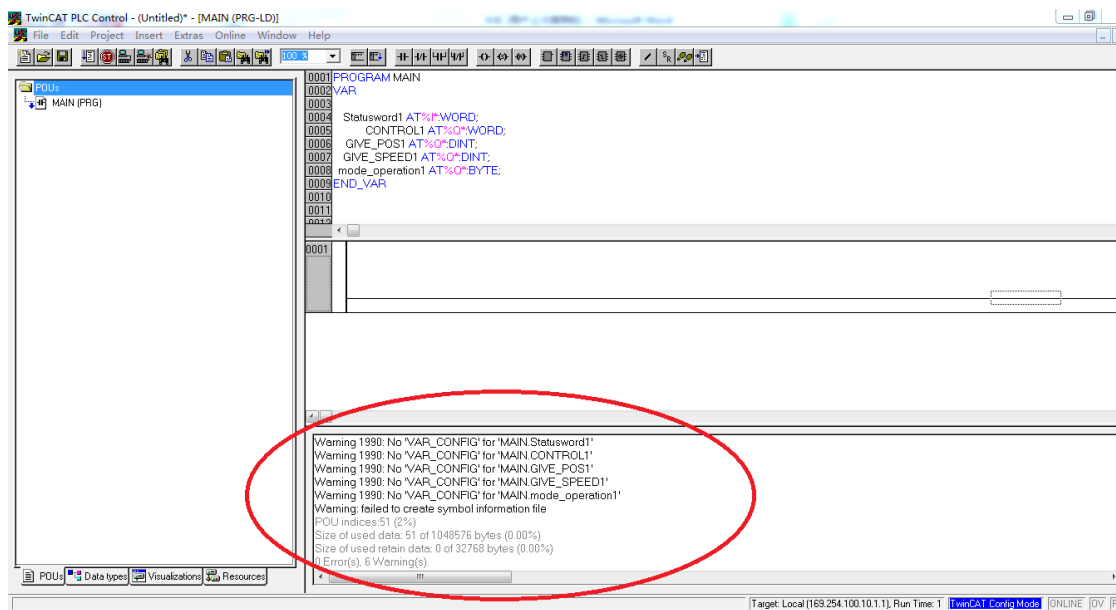 TwinCAT PLC Control - (Untitled)* - [MAIN (PRG-LD)]
File Edit Project Insert Extras Online Window Help
100 %
POUs
MAIN (PRG)
0001 PROGRAM MAIN
0002 VAR
0003
0004 Statusword1 AT%I*:WORD;
0005 CONTROL1 AT%Q*:WORD;
0006 GIVE_POS1 AT%Q*:DINT;
0007 GIVE_SPEED1 AT%Q*:DINT;
0008 mode_operation1 AT%Q*:BYTE;
0009 END_VAR
0010
0011
0012
0001
Warning 1990: No 'VAR_CONFIG' for 'MAIN.Statusword1'
Warning 1990: No 'VAR_CONFIG' for 'MAIN.CONTROL1'
Warning 1990: No 'VAR_CONFIG' for 'MAIN.GIVE_POS1'
Warning 1990: No 'VAR_CONFIG' for 'MAIN.GIVE_SPEED1'
Warning 1990: No 'VAR_CONFIG' for 'MAIN.mode_operation1'
Warning: failed to create symbol information file
POU indices:51 (2%)
Size of used data: 51 of 1048576 bytes (0.00%)
Size of used retain data: 0 of 32768 bytes (0.00%)
0 Error(s), 6 Warning(s).
POUs Data types Visualizations Resources
Target: Local (169.254.100.10.1.1), Run Time: 1 TwinCAT Config Mode ONLINE OV